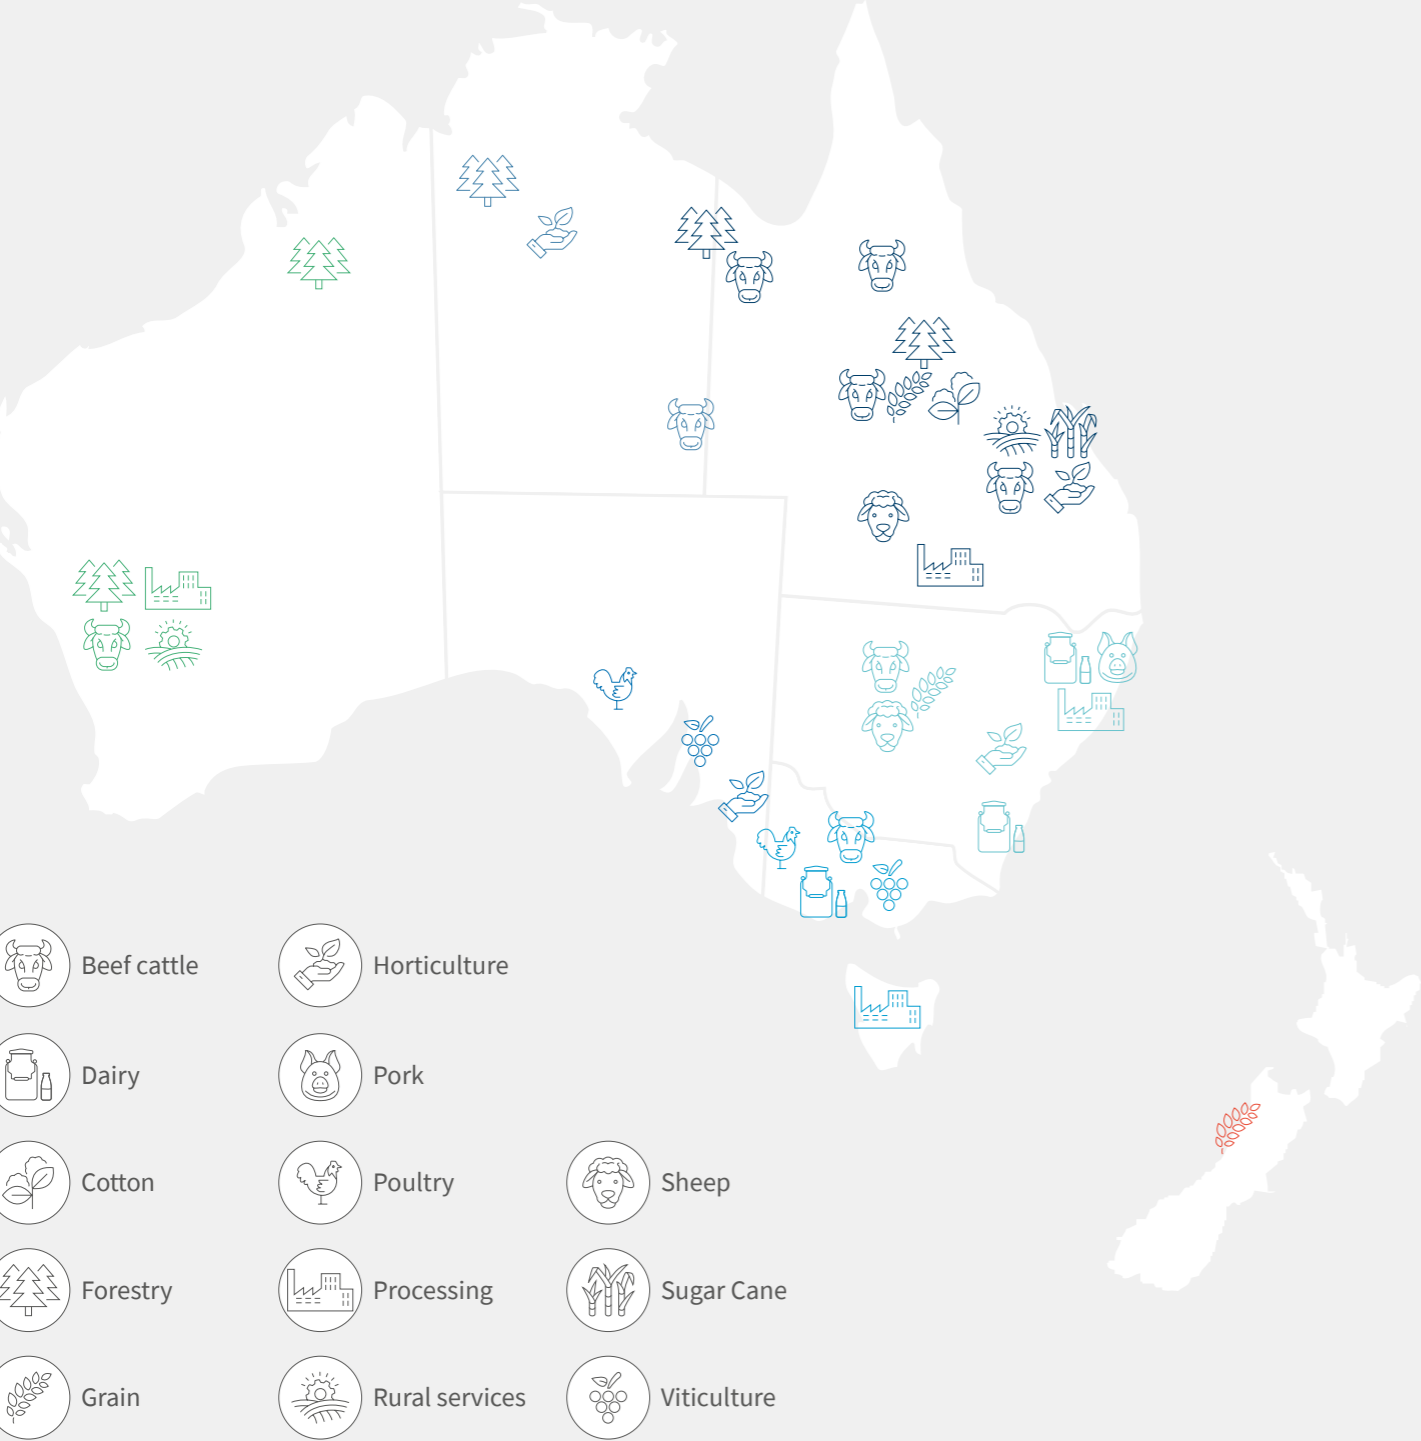 Beef cattle
Horticulture
Dairy
Pork
Cotton
Poultry
Sheep
Forestry
Processing
Sugar Cane
Grain
Rural services
Viticulture